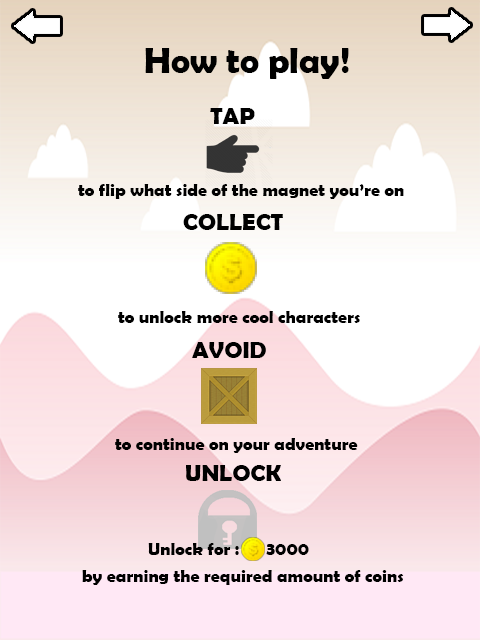 How to play!
TAP
to flip what side of the magnet you're on
COLLECT
$
to unlock more cool characters
AVOID
to continue on your adventure
UNLOCK
Unlock for : $ 3000
by earning the required amount of coins